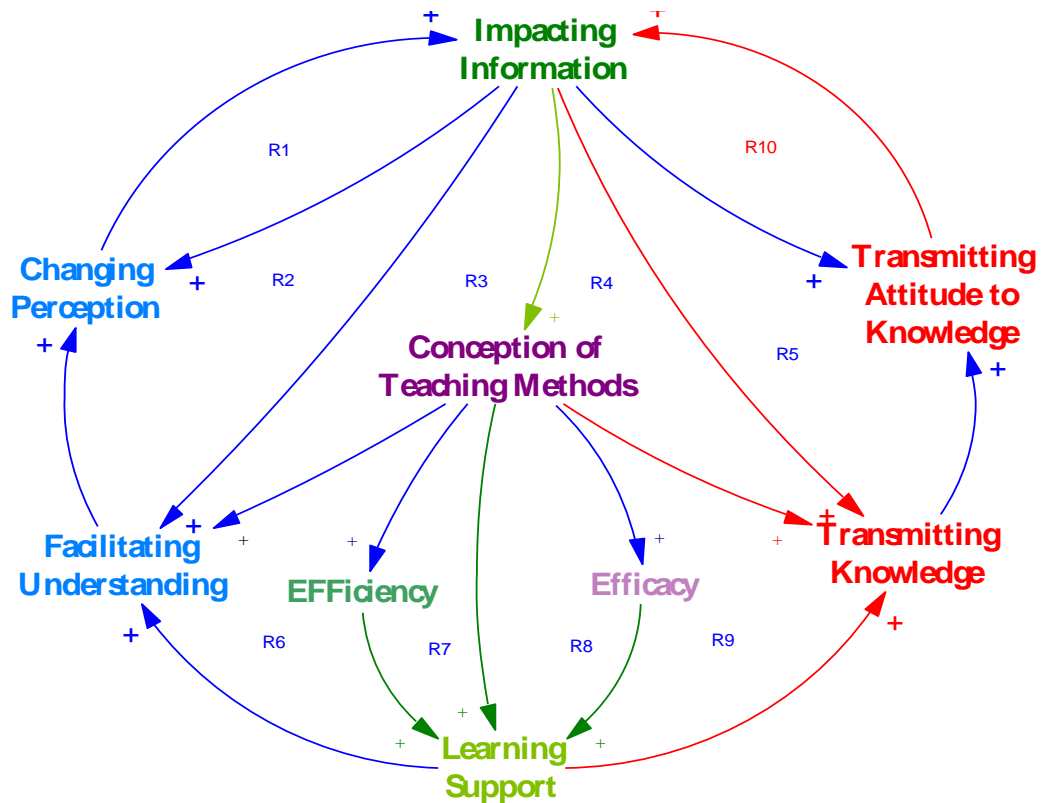 +
+
Impacting
Information
R1
R10
Changing
Perception
+
R2
R3
R4
+
Transmitting
Attitude to
Knowledge
+
+
Conception of
Teaching Methods
R5
+
Facilitating
Understanding
+
+
+
EFFiciency
+
Efficacy
+
+
Transmitting
Knowledge
+
R6
R7
R8
R9
+
+
+
+
Learning
Support